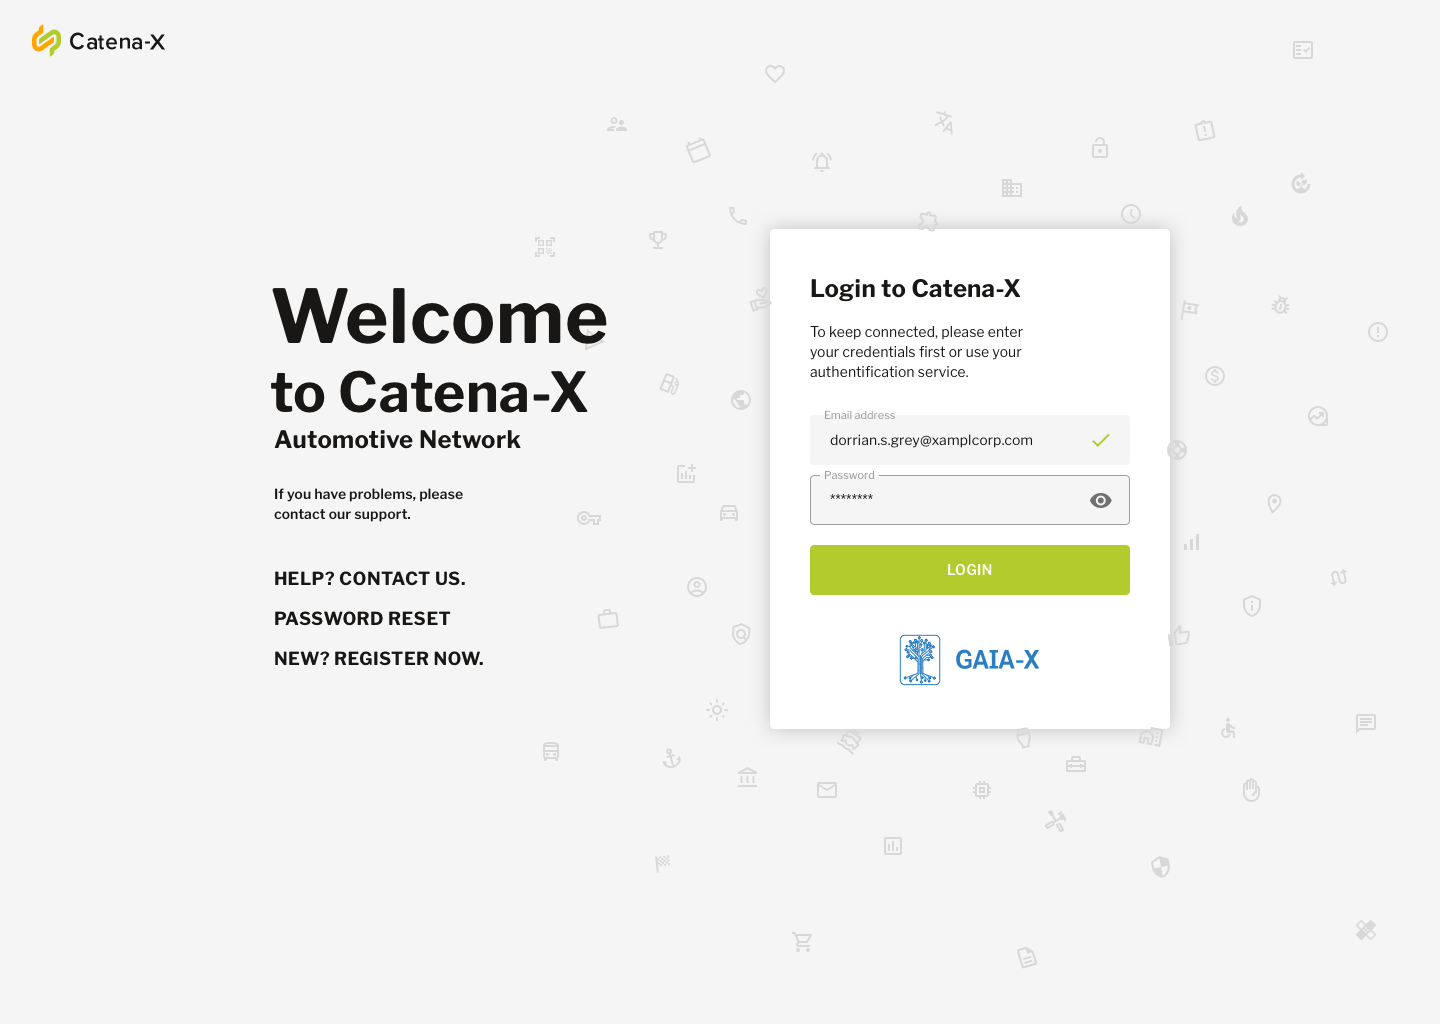 Catena-X
Welcome
to Catena-X
Automotive Network
If you have problems, please
contact our support.
HELP? CONTACT US.
PASSWORD RESET
NEW? REGISTER NOW.
Login to Catena-X
To keep connected, please enter
your credentials first or use your
authentification service.
Email address
dorrian.s.grey@xamplcorp.com
Password
********
LOGIN
GAIA-X